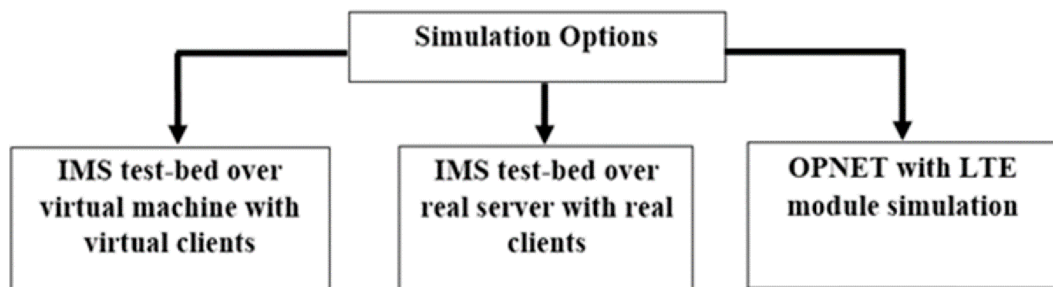 Simulation Options
IMS test-bed over
virtual machine with
virtual clients
IMS test-bed over
real server with real
clients
OPNET with LTE
module simulation